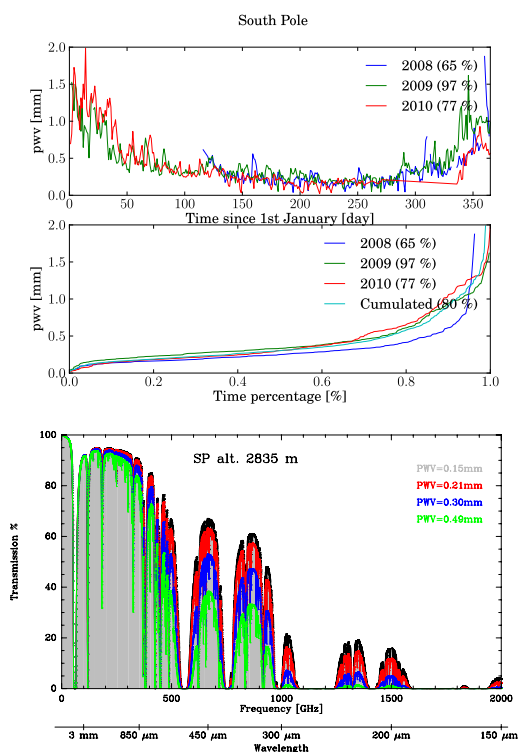 South Pole
2.0
1.5
1.0
0.5
0.0
pwv [mm]
2008 (65 %)
2009 (97 %)
2010 (77 %)
0 50 100 150 200 250 300 350
Time since 1st January [day]
2.0
1.5
1.0
0.5
0.0
pwv [mm]
2008 (65 %)
2009 (97 %)
2010 (77 %)
Cumulated (80 %)
0.0 0.2 0.4 0.6 0.8 1.0
Time percentage [%]
100
80
60
40
20
0
Transmission %
SP alt. 2835 m
PWV=0.15mm
PWV=0.21mm
PWV=0.30mm
PWV=0.49mm
0 500 1000 1500 2000
Frequency [GHz]
3 mm 850 μm 450 μm 300 μm 200 μm 150 μm
Wavelength